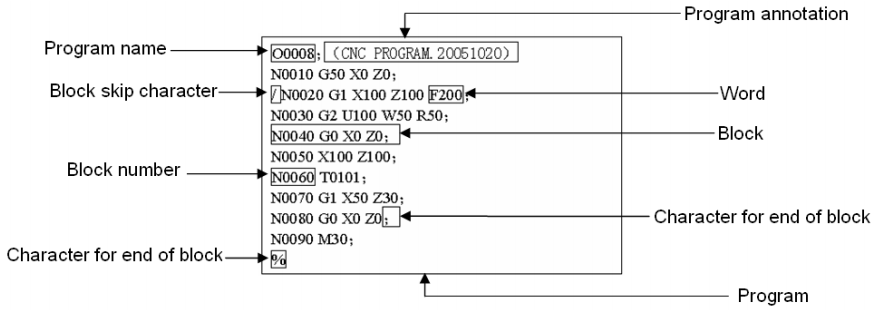 Program annotation
Program name
O0008; (CNC PROGRAM. 20051020)
N0010 G50 X0 Z0;
Block skip character
/N0020 G1 X100 Z100 F200;
Word
N0030 G2 U100 W50 R50;
N0040 G0 X0 Z0;
Block
N0050 X100 Z100;
Block number
N0060 T0101;
N0070 G1 X50 Z30;
N0080 G0 X0 Z0;
Character for end of block
N0090 M30;
Character for end of block
%
Program